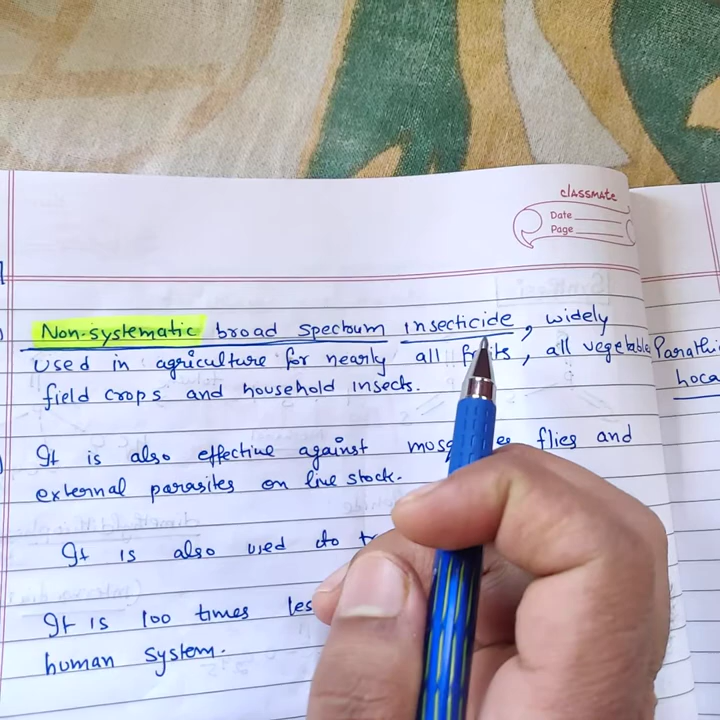 classmate
Date
Page
Non-systematic broad spectrum insecticide, widely
used in agriculture for nearly all fruits, all vegetable
field crops and household insects.
It is also effective against flies and
external parasites on live stock.
It is also used to
It is 100 times
human system.